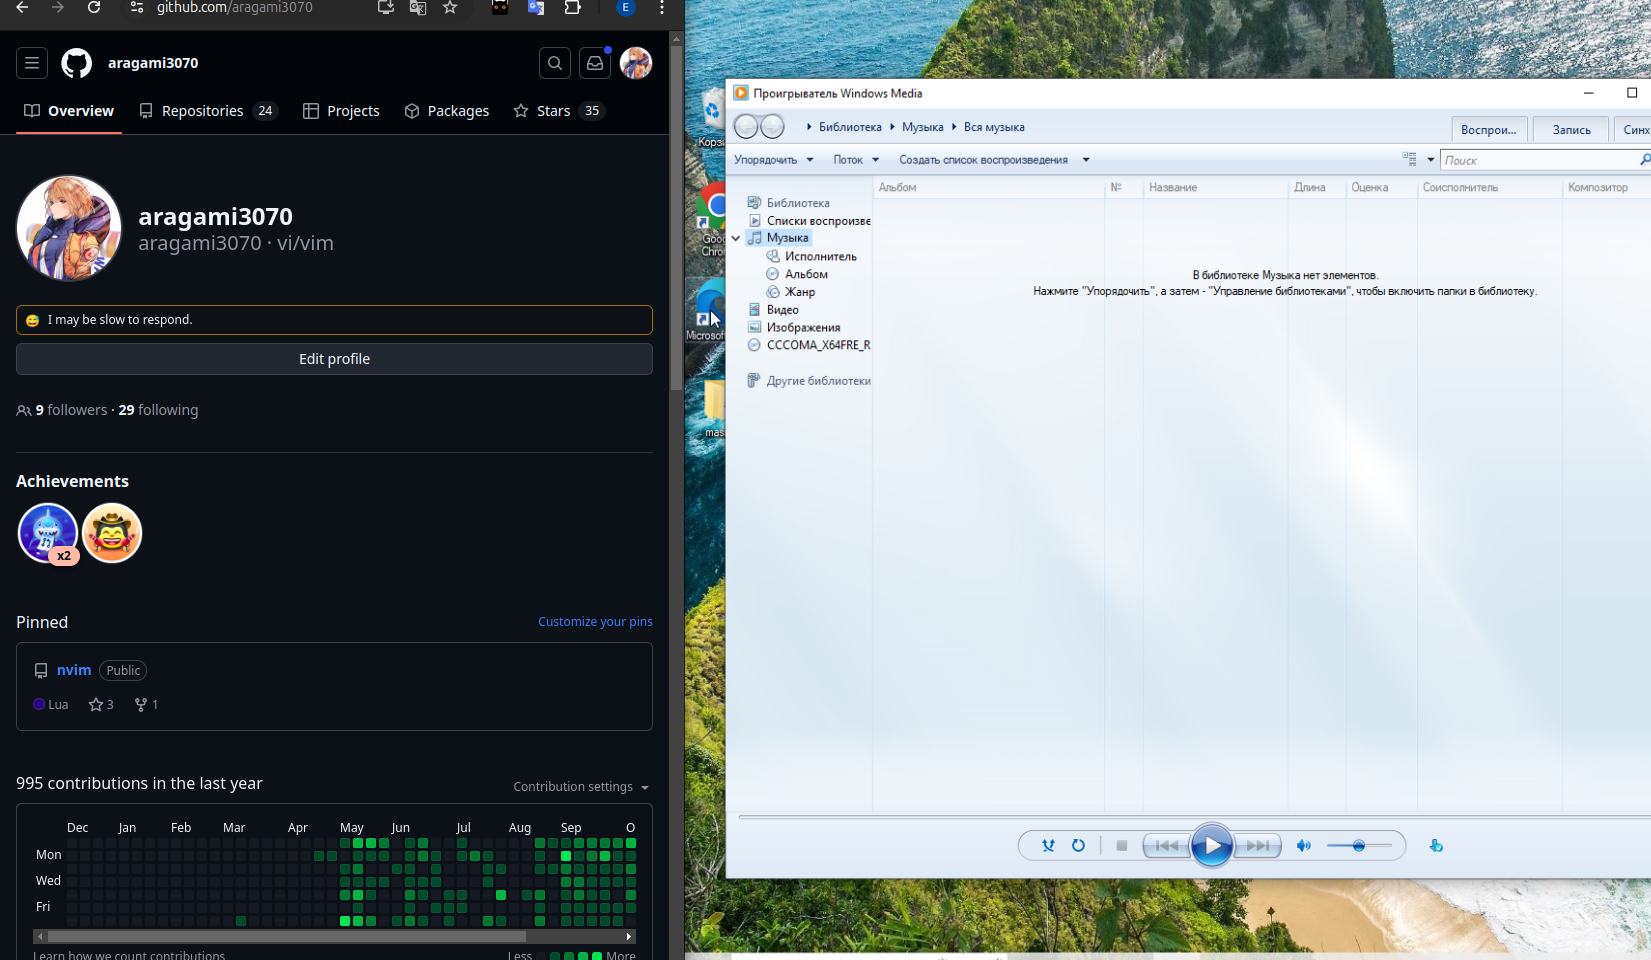 github.com/aragami3070
E
aragami3070
Overview
Repositories 24
Projects
Packages
Stars 35
aragami3070
aragami3070 · vi/vim
I may be slow to respond.
Edit profile
9 followers · 29 following
Achievements
x2
Pinned
Customize your pins
nvim Public
Lua 3 1
995 contributions in the last year
Contribution settings
Dec Jan Feb Mar Apr May Jun Jul Aug Sep O
Mon
Wed
Fri
Learn how we count contributions
Less More
Корзи
Goo
Chro
Microsof
mas
Проигрыватель Windows Media
Библиотека Музыка Вся музыка
Воспрои... Запись Синх
Упорядочить Поток Создать список воспроизведения
Поиск
Альбом № Название Длина Оценка Соисполнитель Композитор
Библиотека
Списки воспроизве
Музыка
Исполнитель
Альбом
Жанр
Видео
Изображения
CCCOMA_X64FRE_R
Другие библиотеки
В библиотеке Музыка нет элементов.
Нажмите "Упорядочить", а затем - "Управление библиотеками", чтобы включить папки в библиотеку.